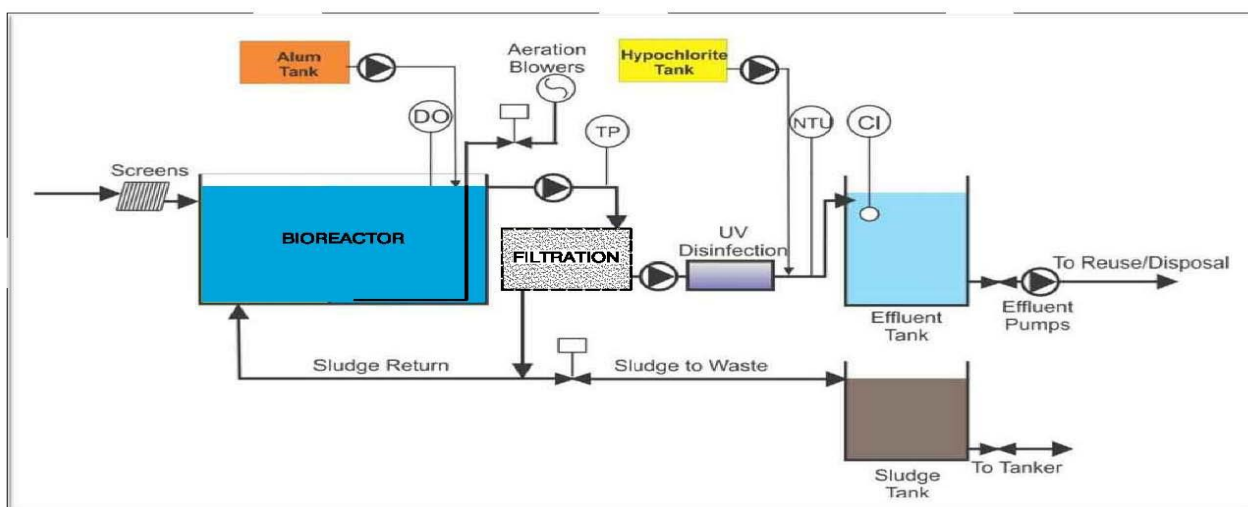 Alum
Tank
Aeration
Blowers
Hypochlorite
Tank
DO
TP
NTU
Cl
Screens
BIOREACTOR
FILTRATION
UV
Disinfection
To Reuse/Disposal
Effluent
Tank
Effluent
Pumps
Sludge Return
Sludge to Waste
Sludge
Tank
To Tanker